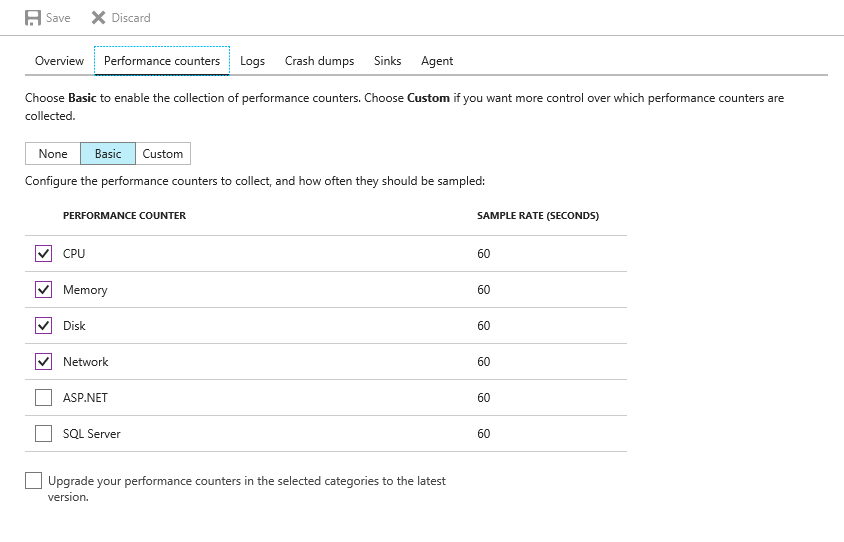 Save Discard
Overview Performance counters Logs Crash dumps Sinks Agent
Choose Basic to enable the collection of performance counters. Choose Custom if you want more control over which performance counters are
collected.
None Basic Custom
Configure the performance counters to collect, and how often they should be sampled:
PERFORMANCE COUNTER SAMPLE RATE (SECONDS)
CPU 60
Memory 60
Disk 60
Network 60
ASP.NET 60
SQL Server 60
Upgrade your performance counters in the selected categories to the latest
version.